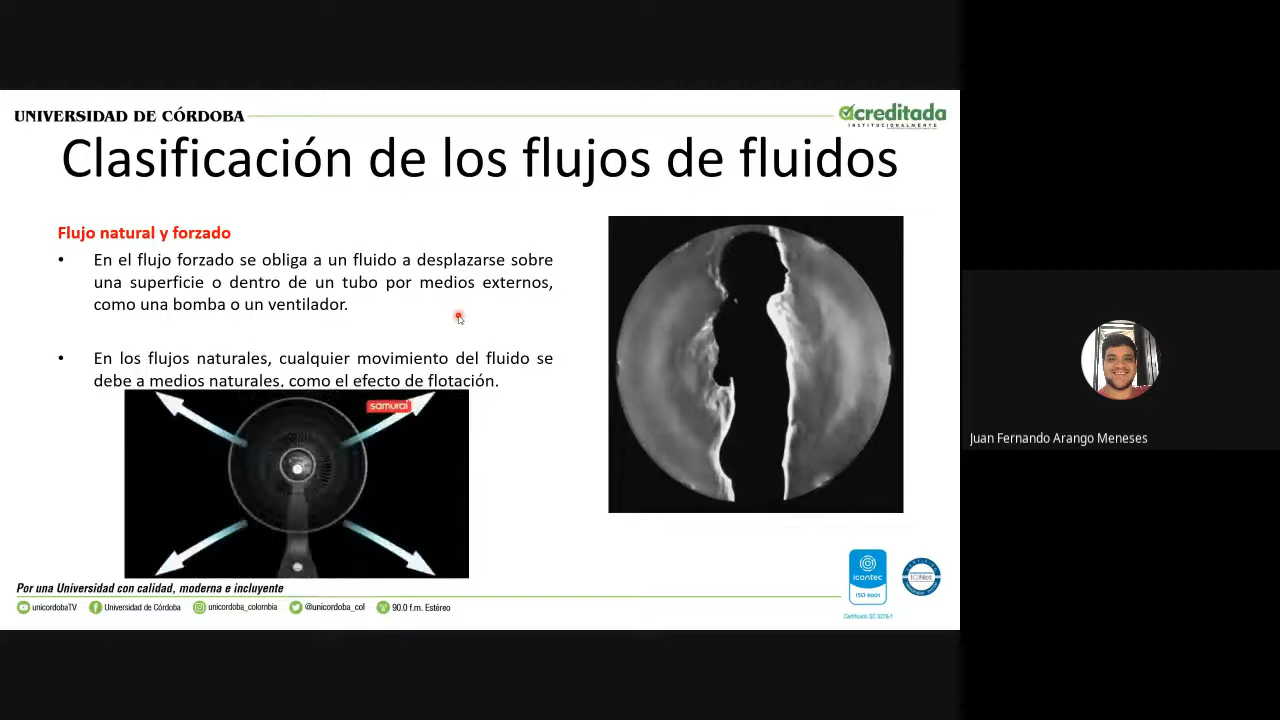 UNIVERSIDAD DE CÓRDOBA
Acreditada
INSTITUCIONALMENTE
Clasificación de los flujos de fluidos
Flujo natural y forzado
• En el flujo forzado se obliga a un fluido a desplazarse sobre
una superficie o dentro de un tubo por medios externos,
como una bomba o un ventilador.
• En los flujos naturales, cualquier movimiento del fluido se
debe a medios naturales, como el efecto de flotación.
samurai
Juan Fernando Arango Meneses
Por una Universidad con calidad, moderna e incluyente
unicordobaTV
Universidad de Córdoba
unicordoba_colombia
@unicordoba_col
90.0 f.m. Estéreo
icontec
ISO 9001
IQNet